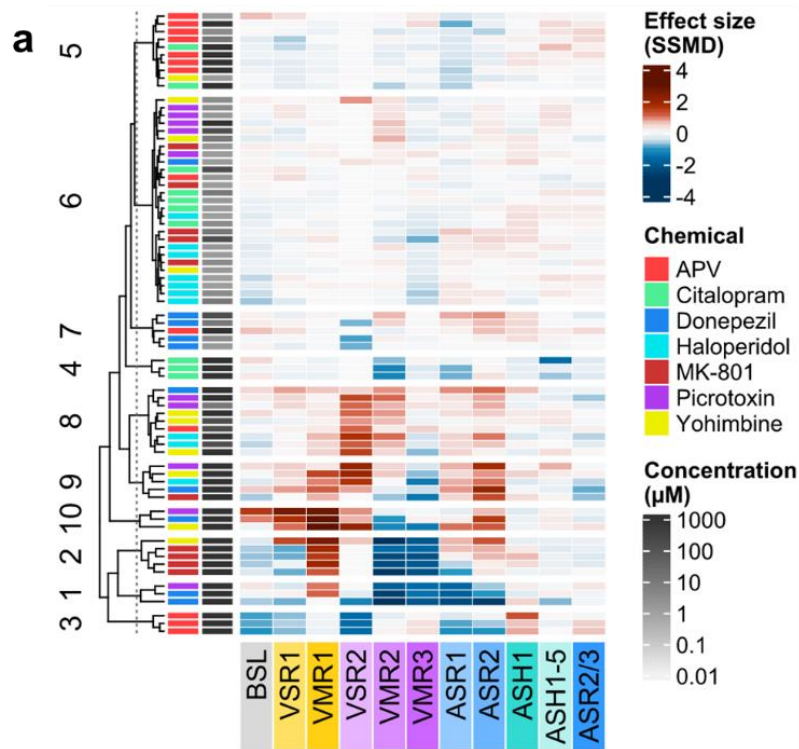 a
5
6
7
4
8
9
10
2
1
3
BSL
VSR1
VMR1
VSR2
VMR2
VMR3
ASR1
ASR2
ASH1
ASH1-5
ASR2/3
Effect size
(SSMD)
4
2
0
-2
-4
Chemical
APV
Citalopram
Donepezil
Haloperidol
MK-801
Picrotoxin
Yohimbine
Concentration
(µM)
1000
100
10
1
0.1
0.01